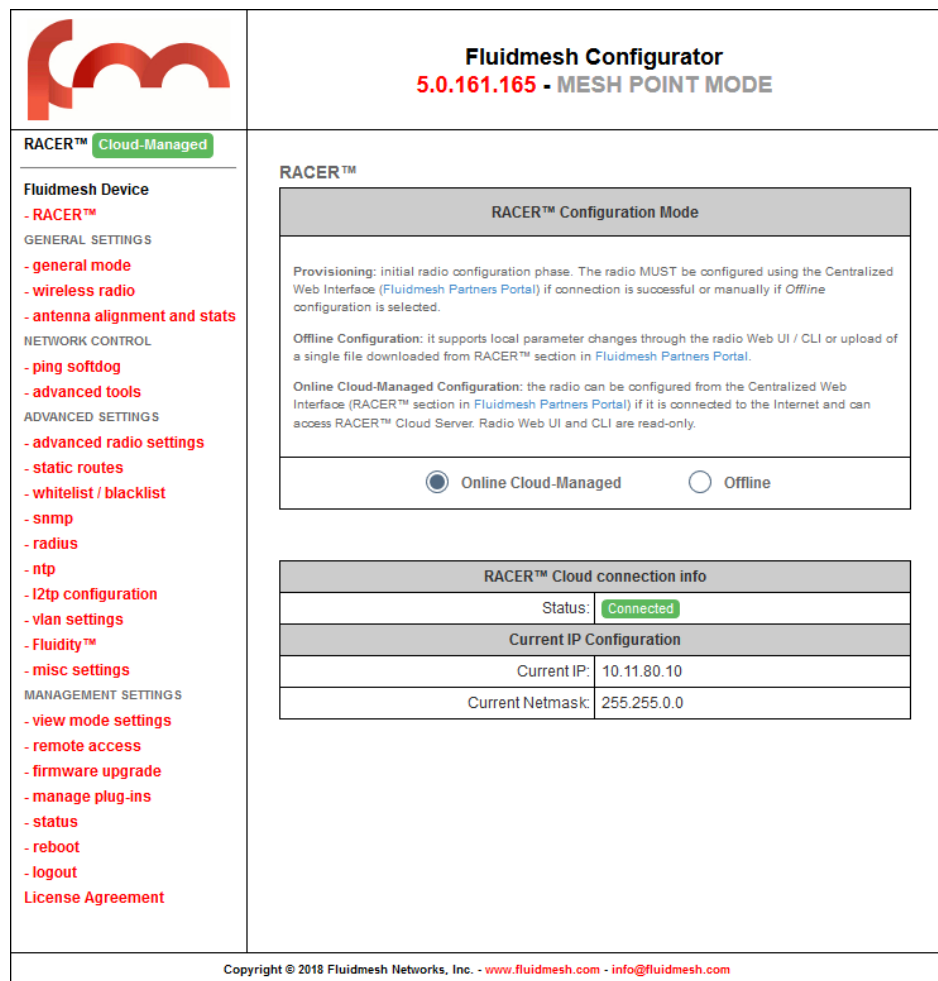 Fluidmesh Configurator
5.0.161.165 - MESH POINT MODE
RACER™ Cloud-Managed
Fluidmesh Device
- RACER™
GENERAL SETTINGS
- general mode
- wireless radio
- antenna alignment and stats
NETWORK CONTROL
- ping softdog
- advanced tools
ADVANCED SETTINGS
- advanced radio settings
- static routes
- whitelist / blacklist
- snmp
- radius
- ntp
- l2tp configuration
- vlan settings
- Fluidity™
- misc settings
MANAGEMENT SETTINGS
- view mode settings
- remote access
- firmware upgrade
- manage plug-ins
- status
- reboot
- logout
License Agreement
RACER™
RACER™ Configuration Mode
Provisioning: initial radio configuration phase. The radio MUST be configured using the Centralized
Web Interface (Fluidmesh Partners Portal) if connection is successful or manually if Offline
configuration is selected.
Offline Configuration: it supports local parameter changes through the radio Web UI / CLI or upload of
a single file downloaded from RACER™ section in Fluidmesh Partners Portal.
Online Cloud-Managed Configuration: the radio can be configured from the Centralized Web
Interface (RACER™ section in Fluidmesh Partners Portal) if it is connected to the Internet and can
access RACER™ Cloud Server. Radio Web UI and CLI are read-only.
Online Cloud-Managed Offline
RACER™ Cloud connection info
Status: Connected
Current IP Configuration
Current IP: 10.11.80.10
Current Netmask: 255.255.0.0
Copyright © 2018 Fluidmesh Networks, Inc. - www.fluidmesh.com - info@fluidmesh.com